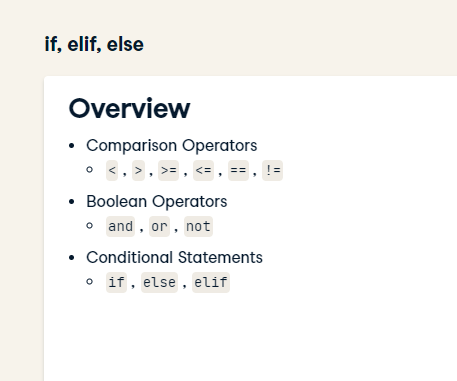 if, elif, else
Overview
• Comparison Operators
○ < , > , >= , <= , == , !=
• Boolean Operators
○ and , or , not
• Conditional Statements
○ if , else , elif